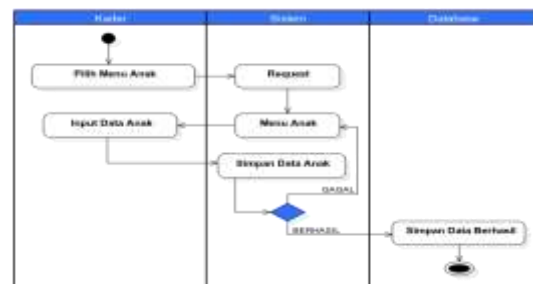 Kader
Sistem
Database
Pilih Menu Anak
Request
Input Data Anak
Menu Anak
Simpan Data Anak
GAGAL
BERHASIL
Simpan Data Berhasil